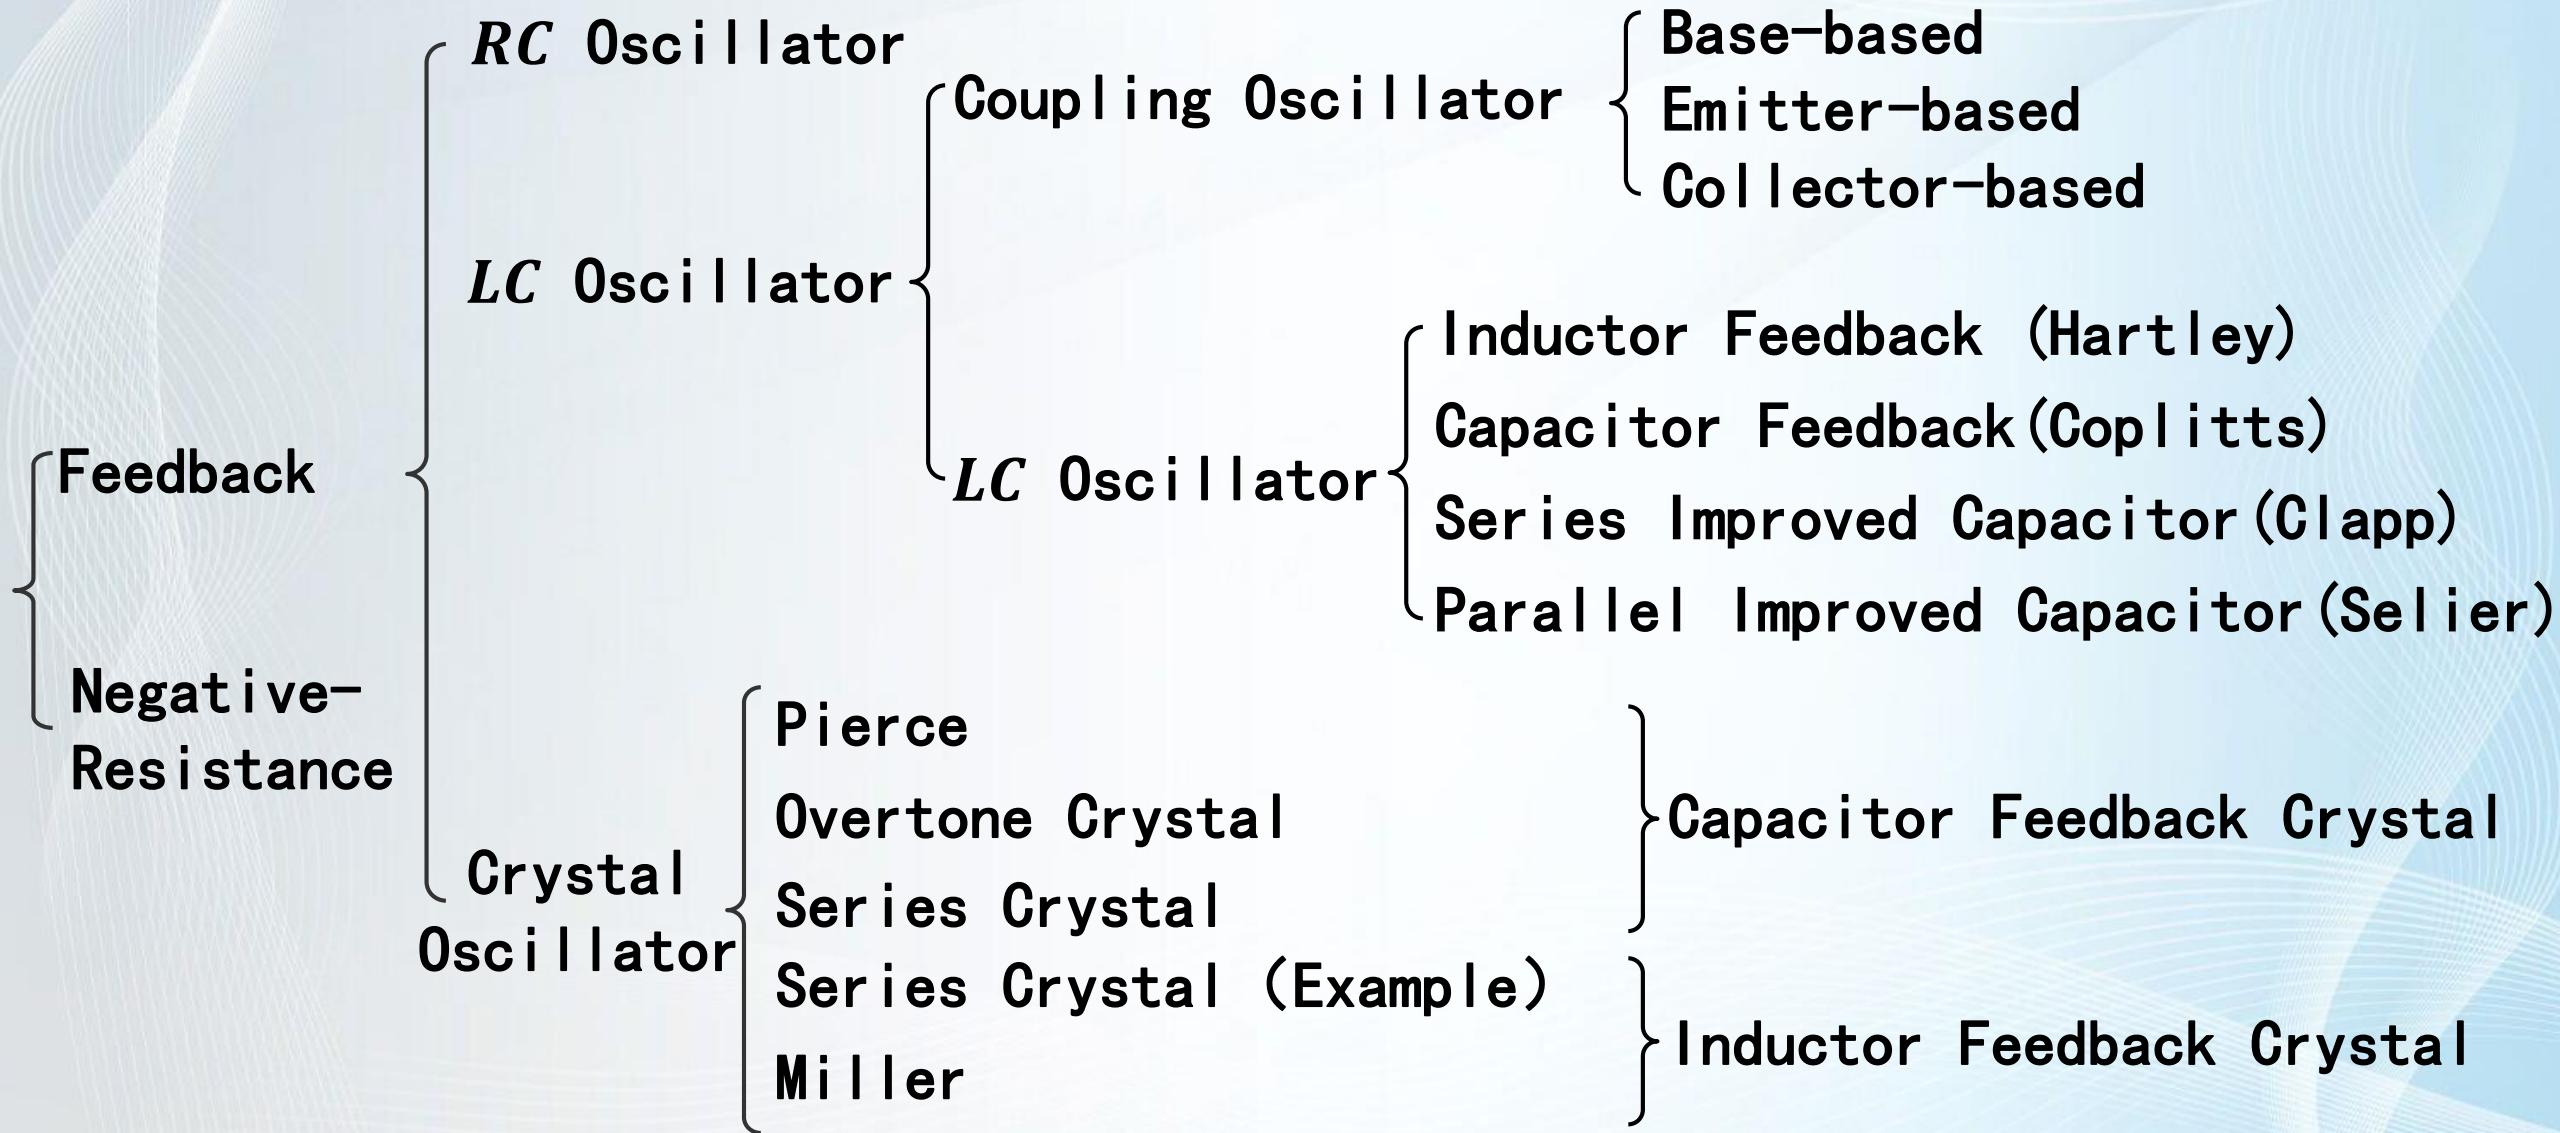 RC Oscillator
Coupling Oscillator
Base-based
Emitter-based
Collector-based
LC Oscillator
LC Oscillator
Inductor Feedback (Hartley)
Capacitor Feedback(Coplitts)
Series Improved Capacitor(Clapp)
Parallel Improved Capacitor(Selier)
Feedback
Negative-
Resistance
Crystal
Oscillator
Pierce
Overtone Crystal
Series Crystal
Series Crystal (Example)
Miller
Capacitor Feedback Crystal
Inductor Feedback Crystal